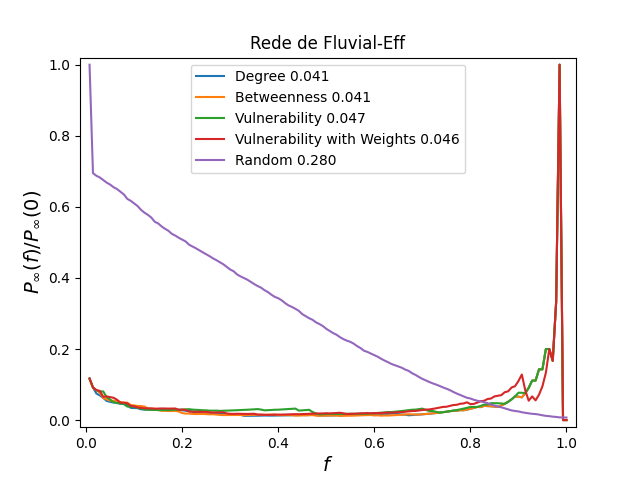 Rede de Fluvial-Eff
Degree 0.041
Betweenness 0.041
Vulnerability 0.047
Vulnerability with Weights 0.046
Random 0.280
P∞(f)/P∞(0)
1.0
0.8
0.6
0.4
0.2
0.0
0.0 0.2 0.4 0.6 0.8 1.0
f